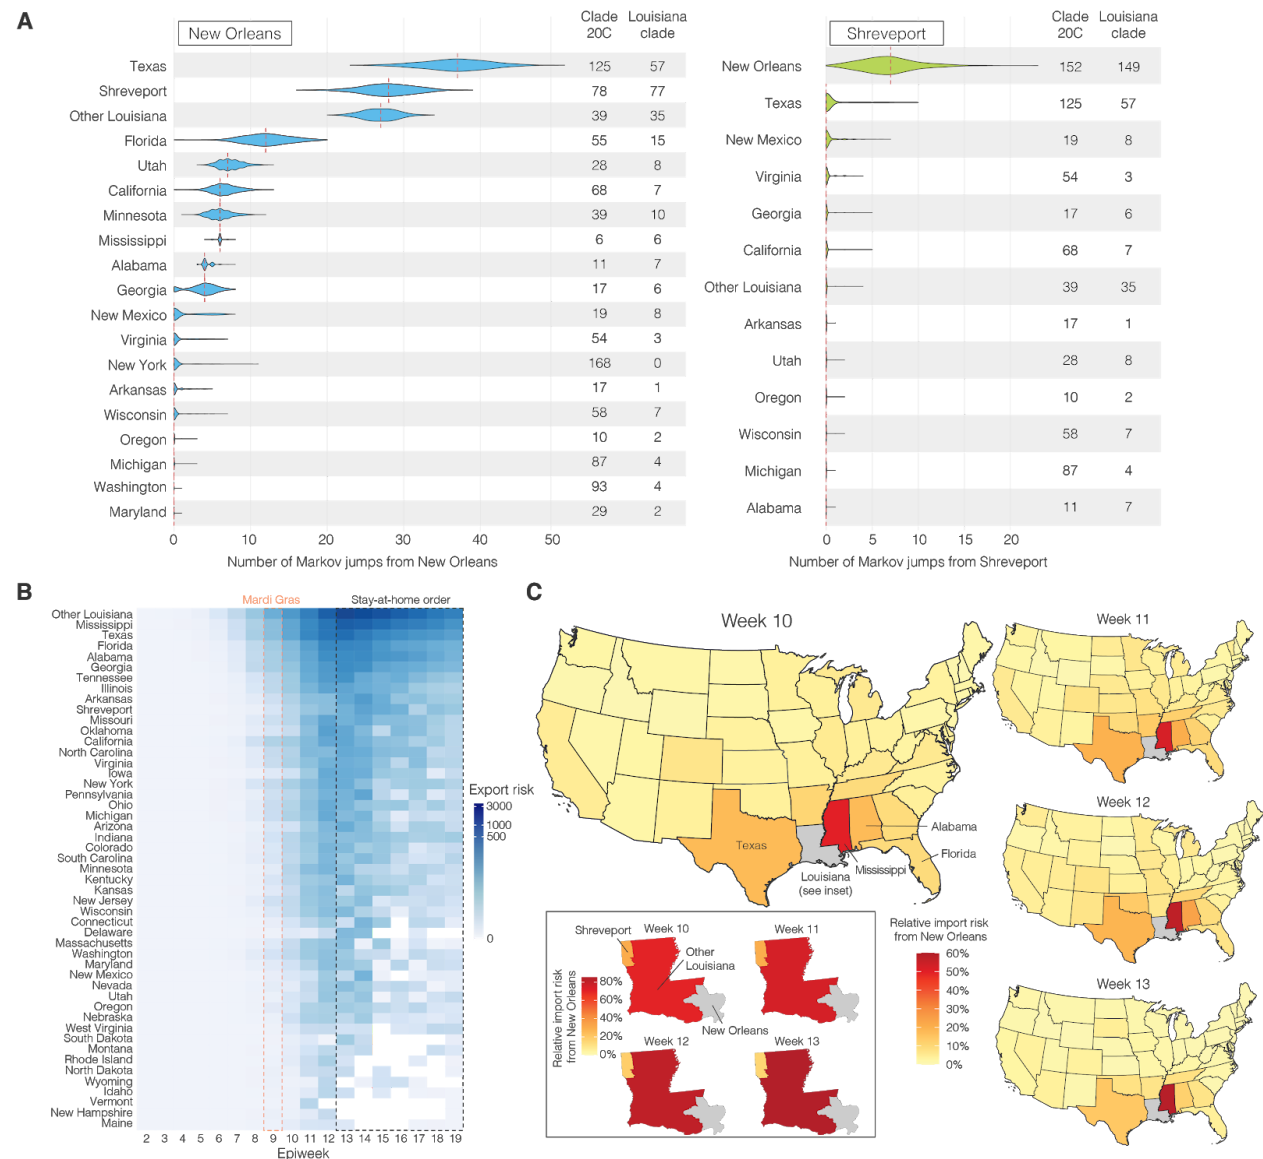 A
New Orleans
Clade 20C
Louisiana clade
Texas 125 57
Shreveport 78 77
Other Louisiana 39 35
Florida 55 15
Utah 28 8
California 68 7
Minnesota 39 10
Mississippi 6 6
Alabama 11 7
Georgia 17 6
New Mexico 19 8
Virginia 54 3
New York 168 0
Arkansas 17 1
Wisconsin 58 7
Oregon 10 2
Michigan 87 4
Washington 93 4
Maryland 29 2
0 10 20 30 40 50
Number of Markov jumps from New Orleans
Shreveport
Clade 20C
Louisiana clade
New Orleans 152 149
Texas 125 57
New Mexico 19 8
Virginia 54 3
Georgia 17 6
California 68 7
Other Louisiana 39 35
Arkansas 17 1
Utah 28 8
Oregon 10 2
Wisconsin 58 7
Michigan 87 4
Alabama 11 7
0 5 10 15 20
Number of Markov jumps from Shreveport
B
Mardi Gras
Stay-at-home order
Other Louisiana
Mississippi
Texas
Florida
Alabama
Georgia
Tennessee
Illinois
Arkansas
Shreveport
Missouri
Oklahoma
California
North Carolina
Virginia
Iowa
New York
Pennsylvania
Ohio
Michigan
Arizona
Indiana
Colorado
South Carolina
Minnesota
Kentucky
Kansas
New Jersey
Wisconsin
Connecticut
Delaware
Massachusetts
Washington
Maryland
New Mexico
Nevada
Utah
Oregon
Nebraska
West Virginia
South Dakota
Montana
Rhode Island
North Dakota
Wyoming
Idaho
Vermont
New Hampshire
Maine
2 3 4 5 6 7 8 9 10 11 12 13 14 15 16 17 18 19
Epiweek
Export risk
3000
1000
500
0
C
Week 10
Texas
Louisiana
(see inset)
Mississippi
Alabama
Florida
Week 11
Week 12
Week 13
Shreveport
Week 10
Other
Louisiana
New Orleans
Week 11
Week 12
Week 13
Relative import risk
from New Orleans
80%
60%
40%
20%
0%
Relative import risk
from New Orleans
60%
50%
40%
30%
20%
10%
0%